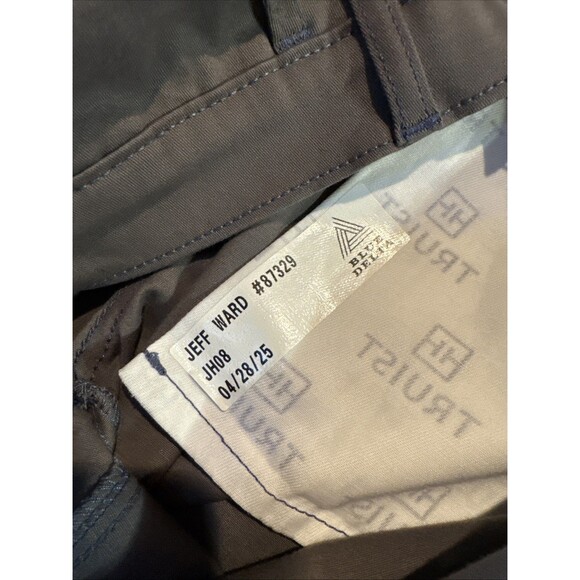 JEFF WARD #87329
JH08
04/28/25
BLUE
DELTA
TRUIST
TRUIST
TRUIST
TRUIST